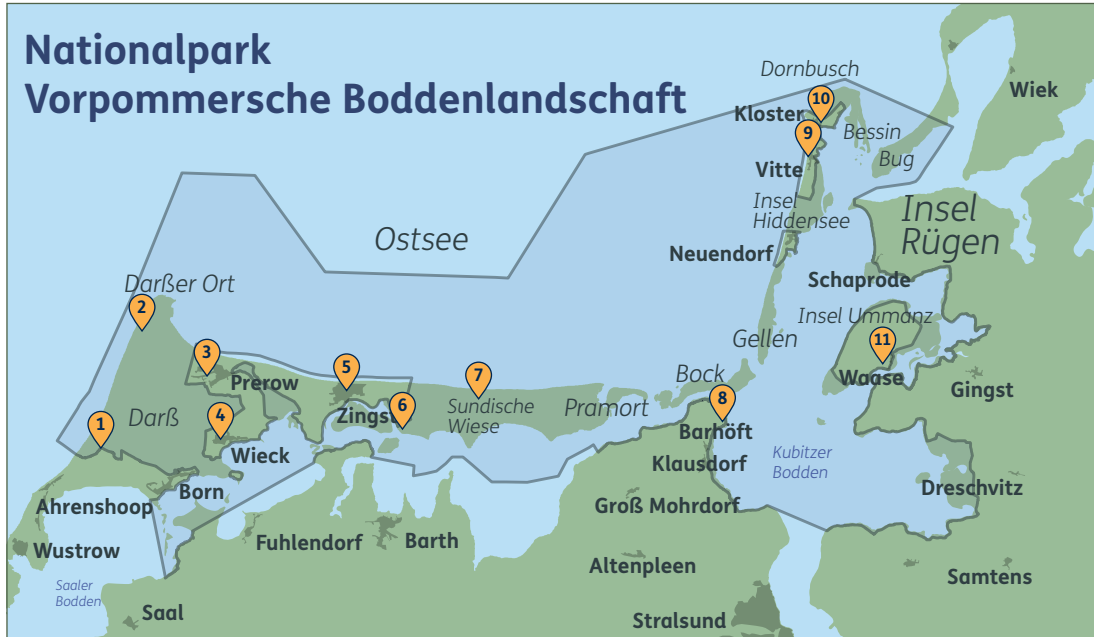 Nationalpark
Vorpommersche Boddenlandschaft
Dornbusch
Wiek
10
Kloster
9
Bessin
Bug
Vitte
Insel
Hiddensee
Insel
Rügen
Ostsee
Neuendorf
Schaprode
Darßer Ort
2
Insel Ummanz
11
Gellen
3
5
7
Prerow
Bock
Waase
Gingst
8
1
Darß
4
Zingst
6
Sundische
Wiese
Pramort
Barhöft
Wieck
Klausdorf
Kubitzer
Bodden
Born
Dreschvitz
Ahrenshoop
Groß Mohrdorf
Wustrow
Fuhlendorf
Barth
Altenpleen
Samtens
Saaler
Bodden
Saal
Stralsund